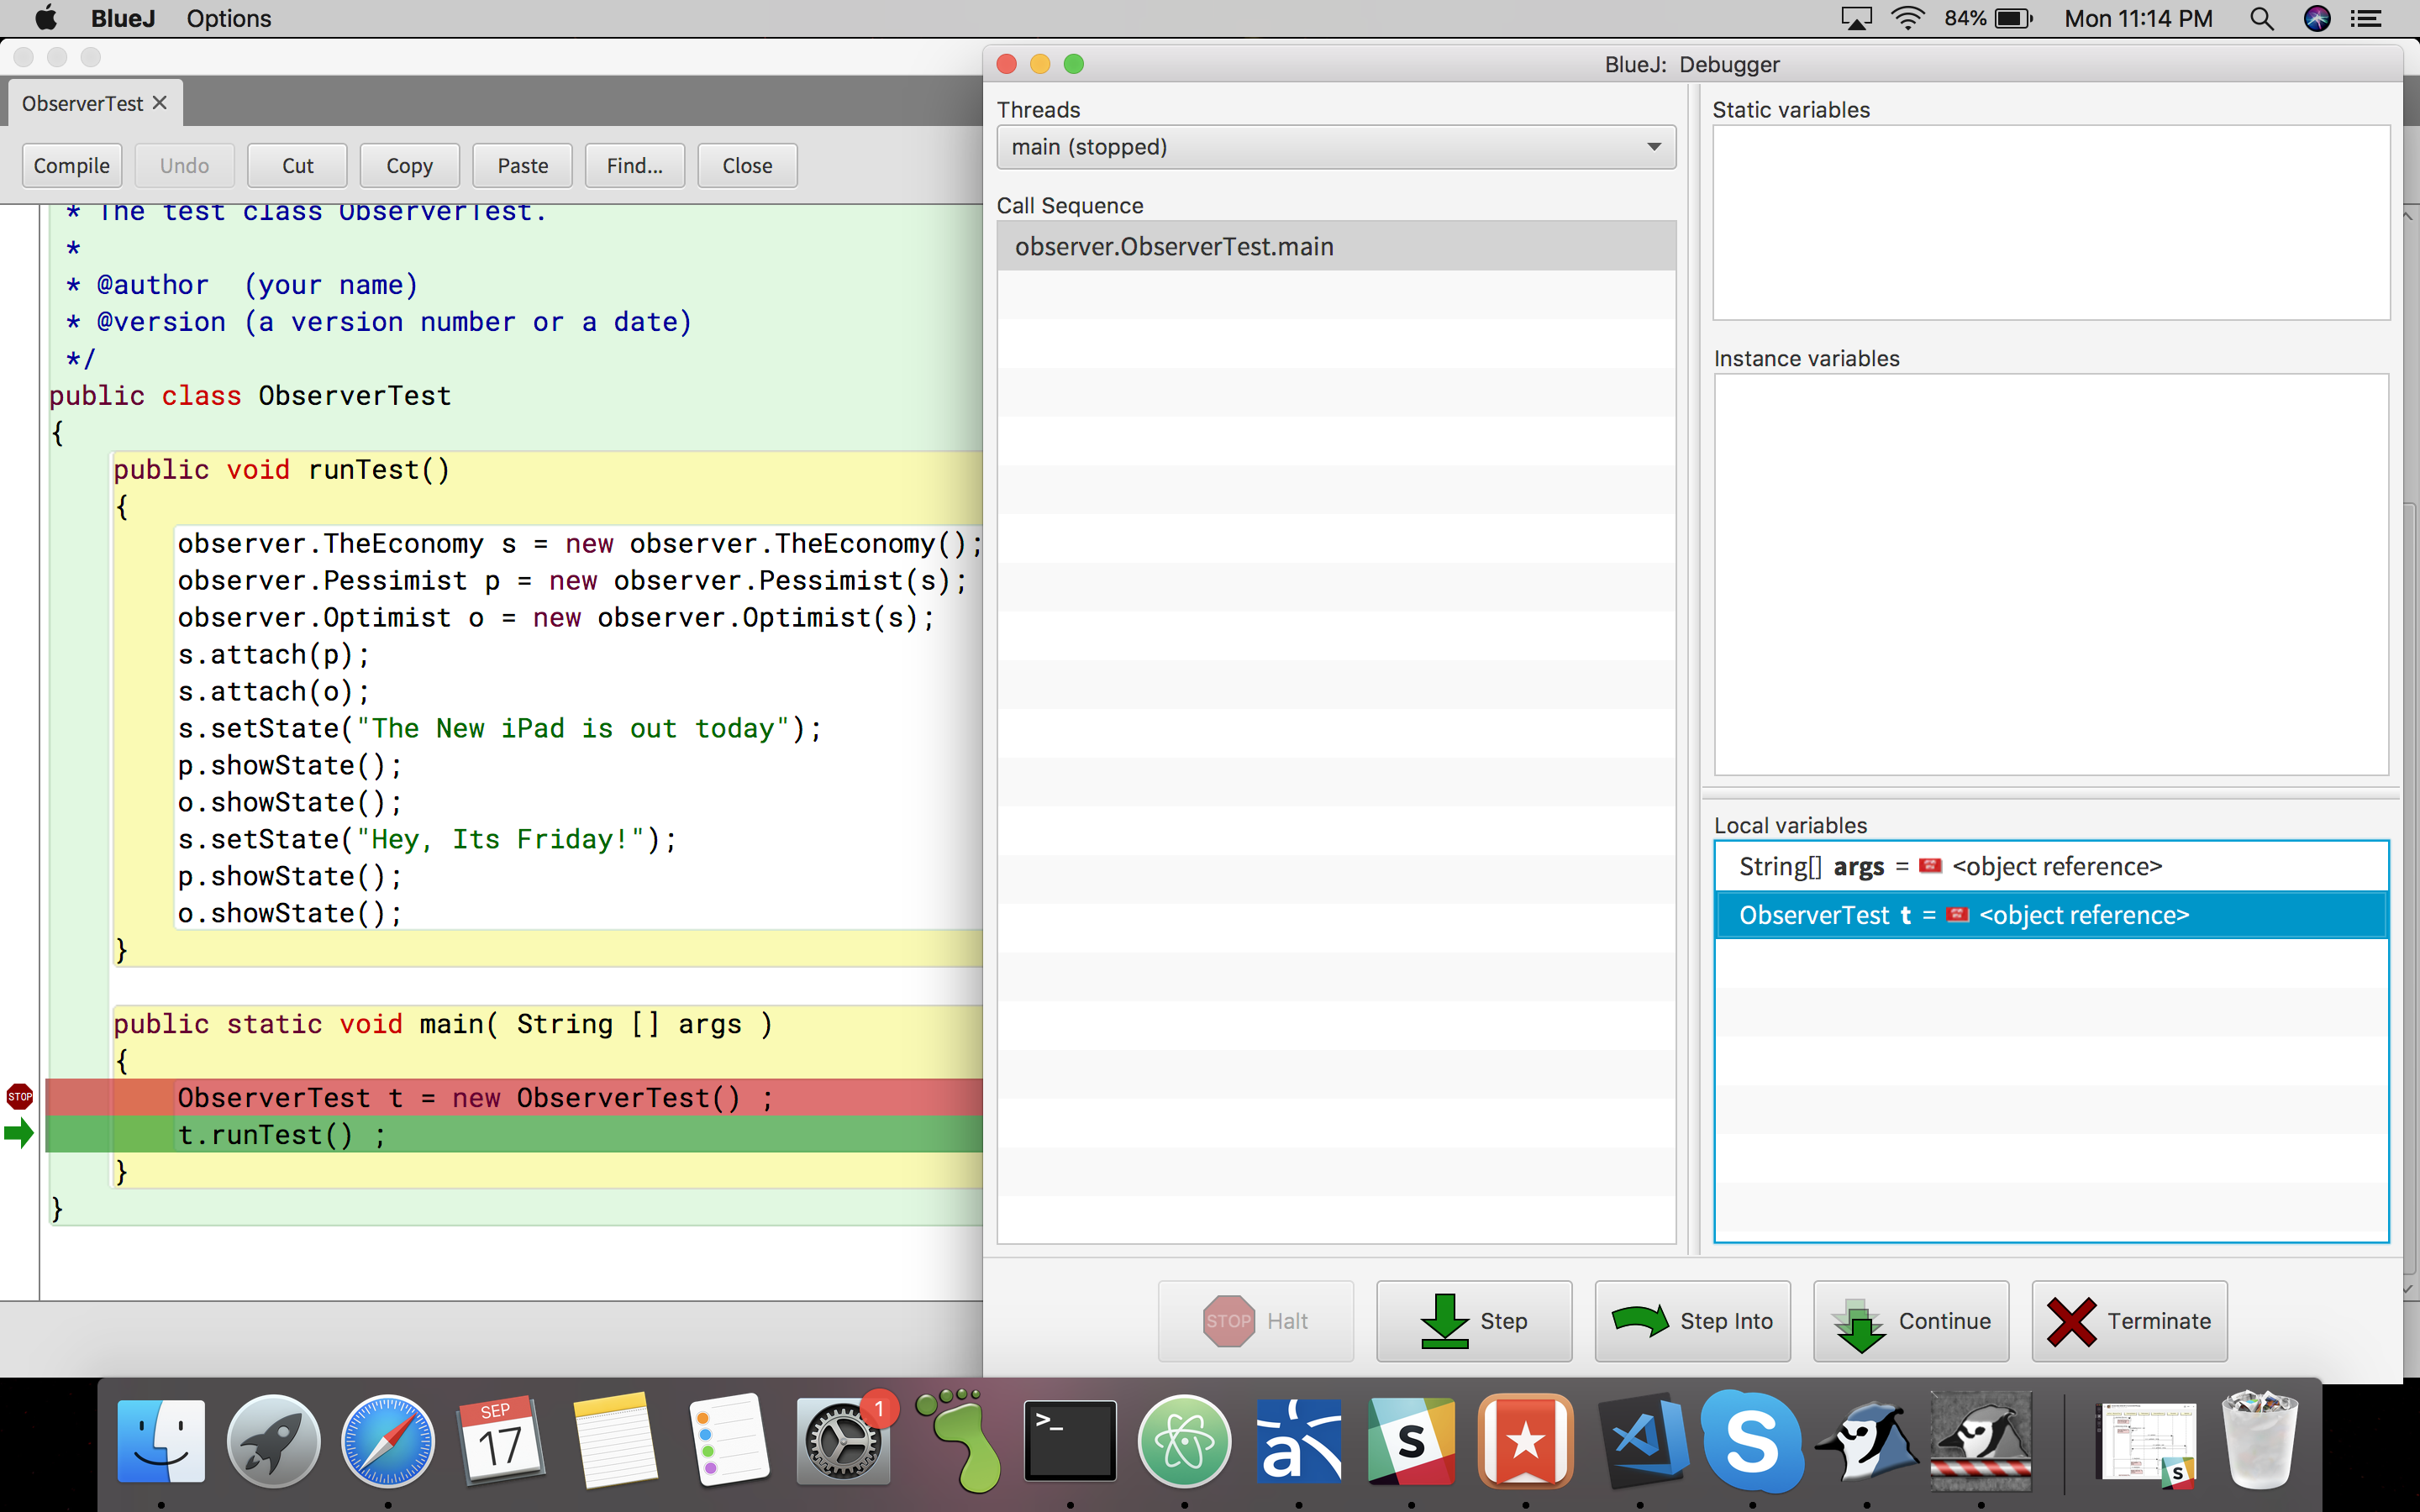 BlueJ Options 84% Mon 11:14 PM
ObserverTest
Compile Undo Cut Copy Paste Find... Close
* The test class ObserverTest.
*
* @author (your name)
* @version (a version number or a date)
*/
public class ObserverTest
{
public void runTest()
{
observer.TheEconomy s = new observer.TheEconomy();
observer.Pessimist p = new observer.Pessimist(s);
observer.Optimist o = new observer.Optimist(s);
s.attach(p);
s.attach(o);
s.setState("The New iPad is out today");
p.showState();
o.showState();
s.setState("Hey, Its Friday!");
p.showState();
o.showState();
}
public static void main( String [] args )
{
STOP
ObserverTest t = new ObserverTest() ;
t.runTest() ;
}
}
BlueJ: Debugger
Threads
main (stopped)
Call Sequence
observer.ObserverTest.main
Static variables
Instance variables
Local variables
String[] args = <object reference>
ObserverTest t = <object reference>
STOP Halt Step Step Into Continue Terminate
SEP
17
1
>_
a
S
S
S